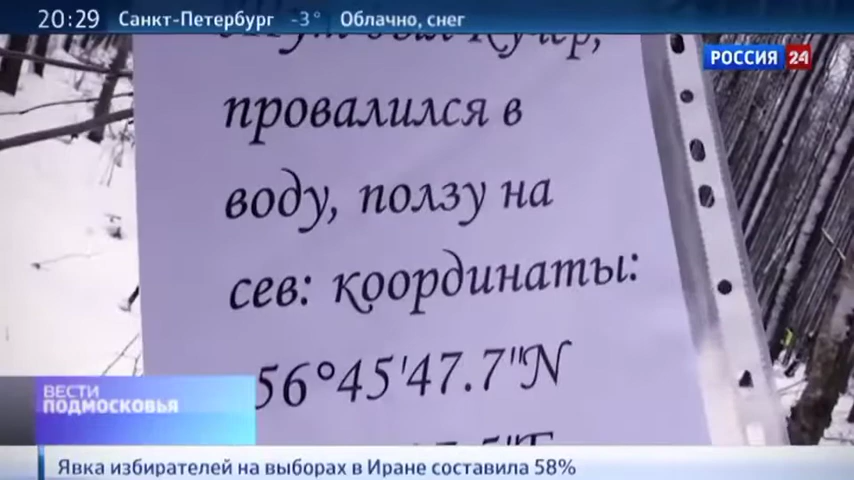 20:29 Санкт-Петербург -3° Облачно, снег
РОССИЯ 24
провалился в
воду, ползу на
сев: координаты:
56°45'47.7"N
ВЕСТИ
ПОДМОСКОВЬЯ
Явка избирателей на выборах в Иране составила 58%